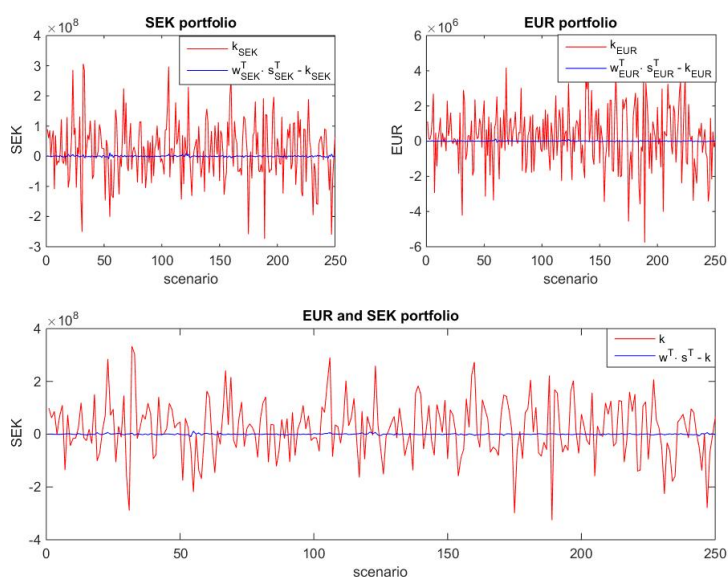 SEK portfolio
×10^8
k_SEK
w^T_SEK · s^T_SEK - k_SEK
4
3
2
1
0
-1
-2
-3
SEK
0 50 100 150 200 250
scenario
EUR portfolio
×10^6
k_EUR
w^T_EUR · s^T_EUR - k_EUR
6
4
2
0
-2
-4
-6
EUR
0 50 100 150 200 250
scenario
EUR and SEK portfolio
×10^8
k
w^T · s^T - k
4
2
0
-2
-4
SEK
0 50 100 150 200 250
scenario